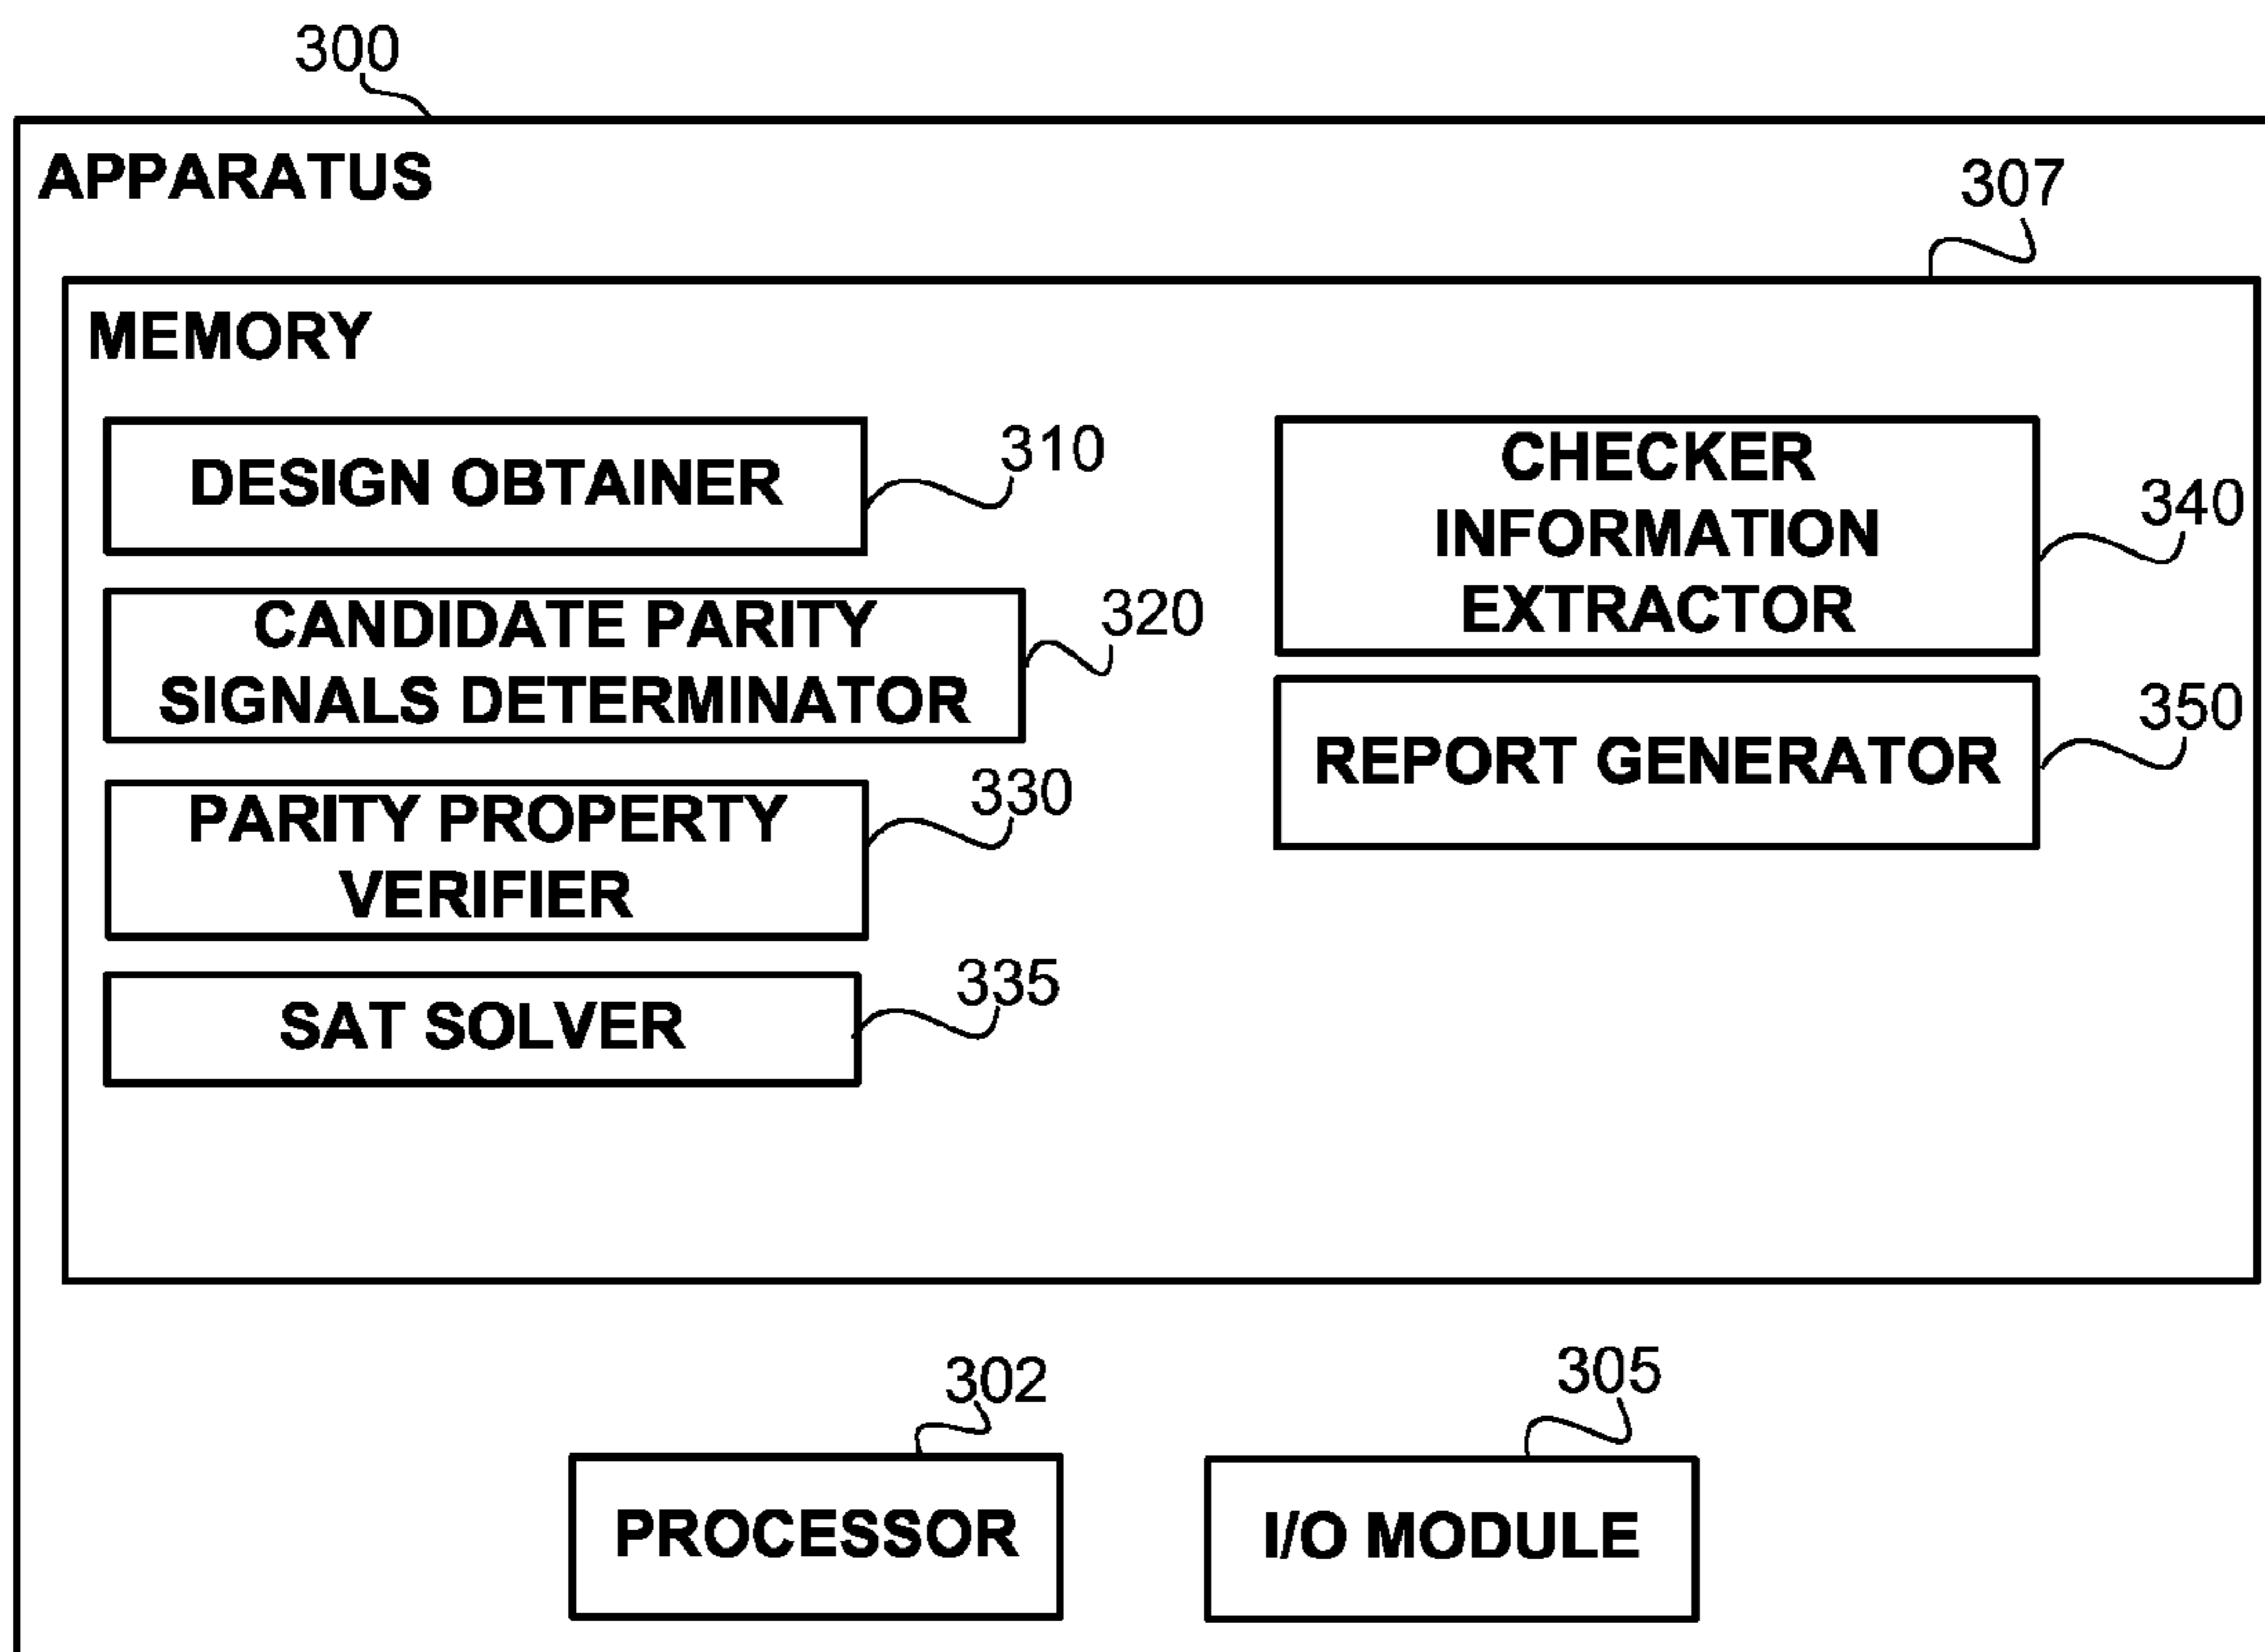 300
APPARATUS
307
MEMORY
DESIGN OBTAINER
310
CANDIDATE PARITY
SIGNALS DETERMINATOR
320
PARITY PROPERTY
VERIFIER
330
SAT SOLVER
335
CHECKER
INFORMATION
EXTRACTOR
340
REPORT GENERATOR
350
302
PROCESSOR
305
I/O MODULE